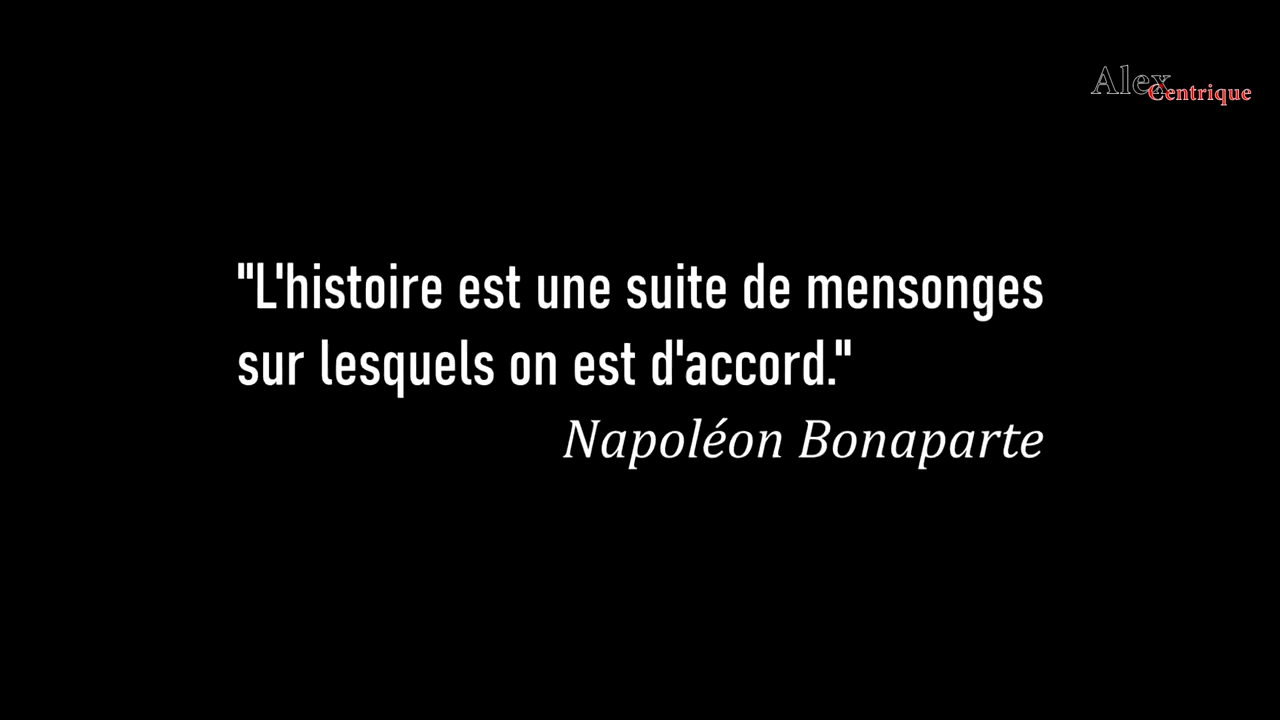 Alex
Centrique
"L'histoire est une suite de mensonges
sur lesquels on est d'accord."
Napoléon Bonaparte